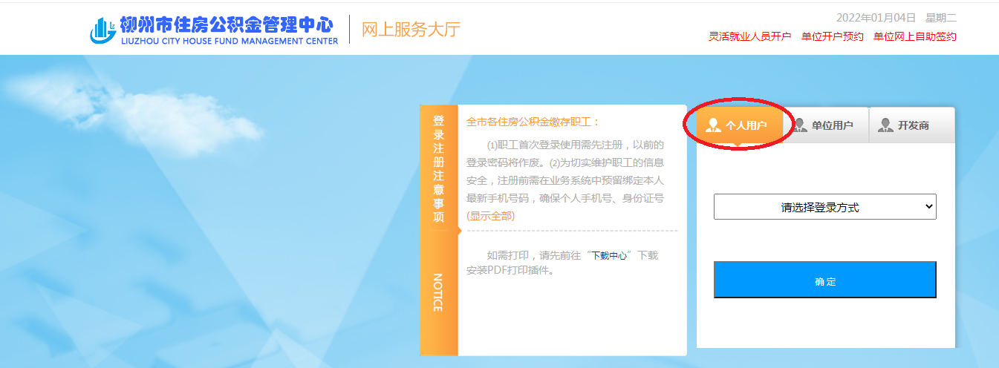 柳州市住房公积金管理中心
LIUZHOU CITY HOUSE FUND MANAGEMENT CENTER
网上服务大厅
2022年01月04日 星期二
灵活就业人员开户 单位开户预约 单位网上自助签约
登录注册注意事项
NOTICE
全市各住房公积金缴存职工：
⑴职工首次登录使用需先注册，以前的
登录密码将作废。⑵为切实维护职工的信息
安全，注册前需在业务系统中预留绑定本人
最新手机号码，确保个人手机号、身份证号
(显示全部)
如需打印，请先前往“下载中心”下载
安装PDF打印插件。
个人用户 单位用户 开发商
请选择登录方式
确 定